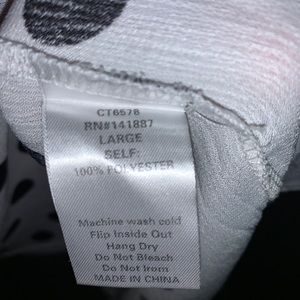 CT6578
RN#141887
LARGE
SELF:
100% POLYESTER
Machine wash cold
Flip Inside Out
Hang Dry
Do Not Bleach
Do Not Irom
MADE IN CHINA